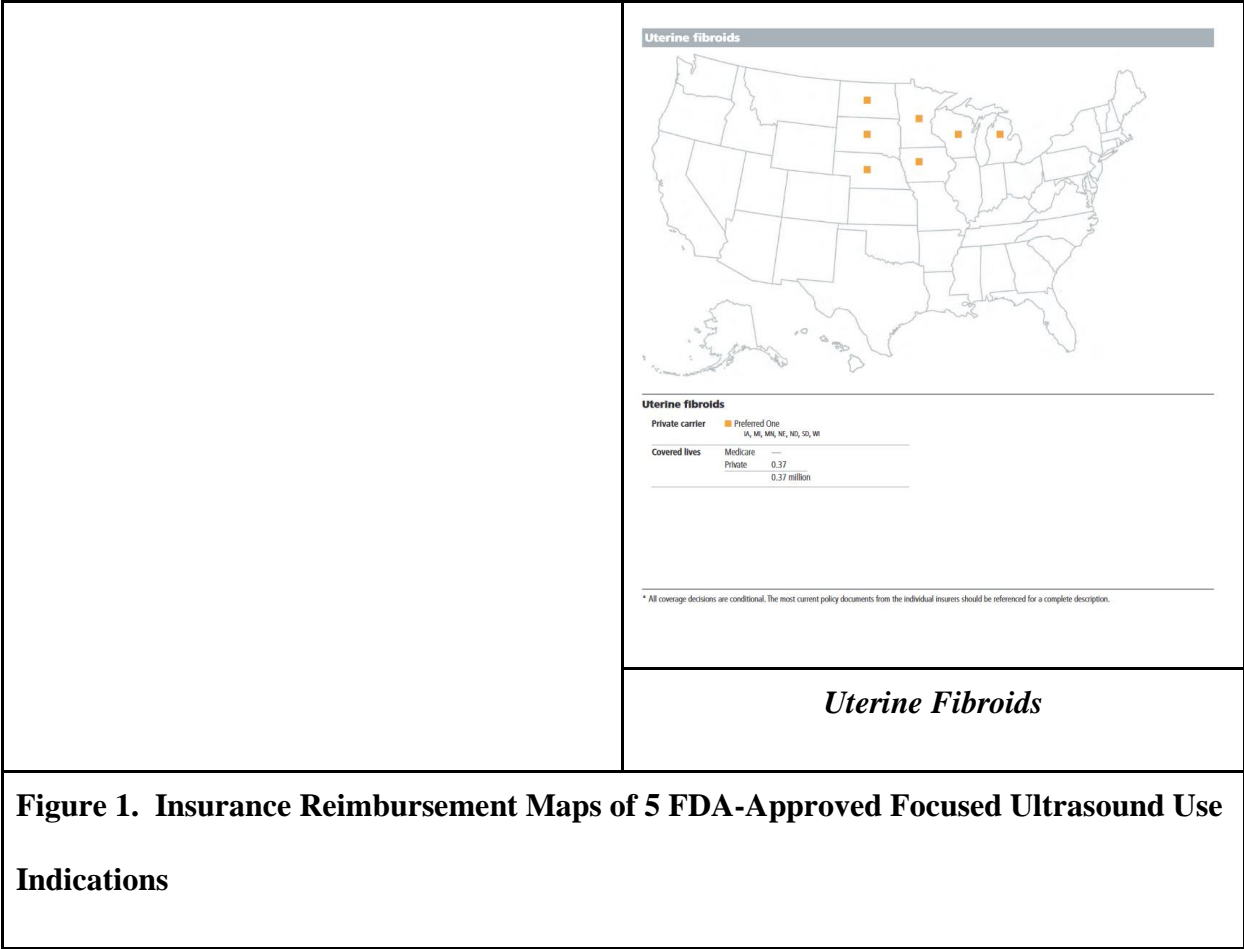 Uterine fibroids
Uterine fibroids
Private carrier Preferred One
IA, MI, MN, NE, ND, SD, WI
Covered lives Medicare —
Private 0.37
0.37 million
* All coverage decisions are conditional. The most current policy documents from the individual insurers should be referenced for a complete description.
Uterine Fibroids
Figure 1. Insurance Reimbursement Maps of 5 FDA-Approved Focused Ultrasound Use
Indications